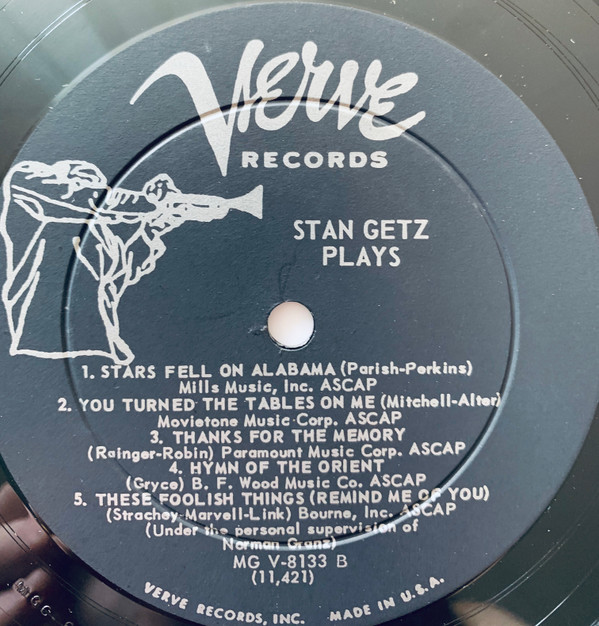 Verve
RECORDS
STAN GETZ
PLAYS
1. STARS FELL ON ALABAMA (Parish-Perkins)
Mills Music, Inc. ASCAP
2. YOU TURNED THE TABLES ON ME (Mitchell-Alter)
Movietone Music Corp. ASCAP
3. THANKS FOR THE MEMORY
(Rainger-Robin) Paramount Music Corp. ASCAP
4. HYMN OF THE ORIENT
(Gryce) B. F. Wood Music Co. ASCAP
5. THESE FOOLISH THINGS (REMIND ME OF YOU)
(Strachey-Marvell-Link) Bourne, Inc. ASCAP
(Under the personal supervision of
Norman Granz)
MG V-8133 B
(11,421)
VERVE RECORDS, INC. MADE IN U.S.A.